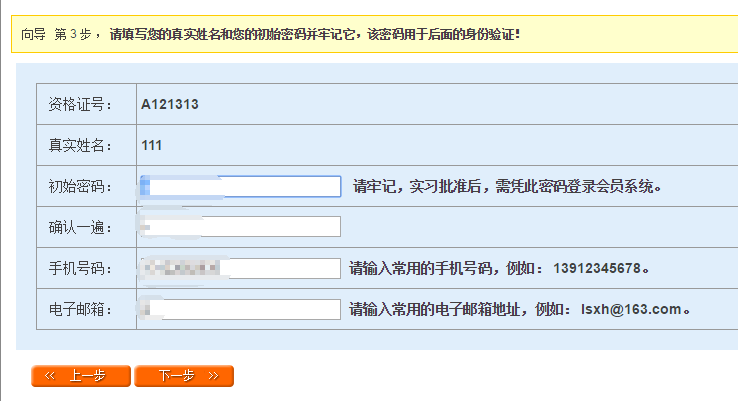 向导 第 3 步 ，请填写您的真实姓名和您的初始密码并牢记它，该密码用于后面的身份验证!
资格证号： A121313
真实姓名： 111
初始密码： 请牢记，实习批准后，需凭此密码登录会员系统。
确认一遍：
手机号码： 请输入常用的手机号码，例如：13912345678。
电子邮箱： 请输入常用的电子邮箱地址，例如：lsxh@163.com。
<< 上一步 下一步 >>